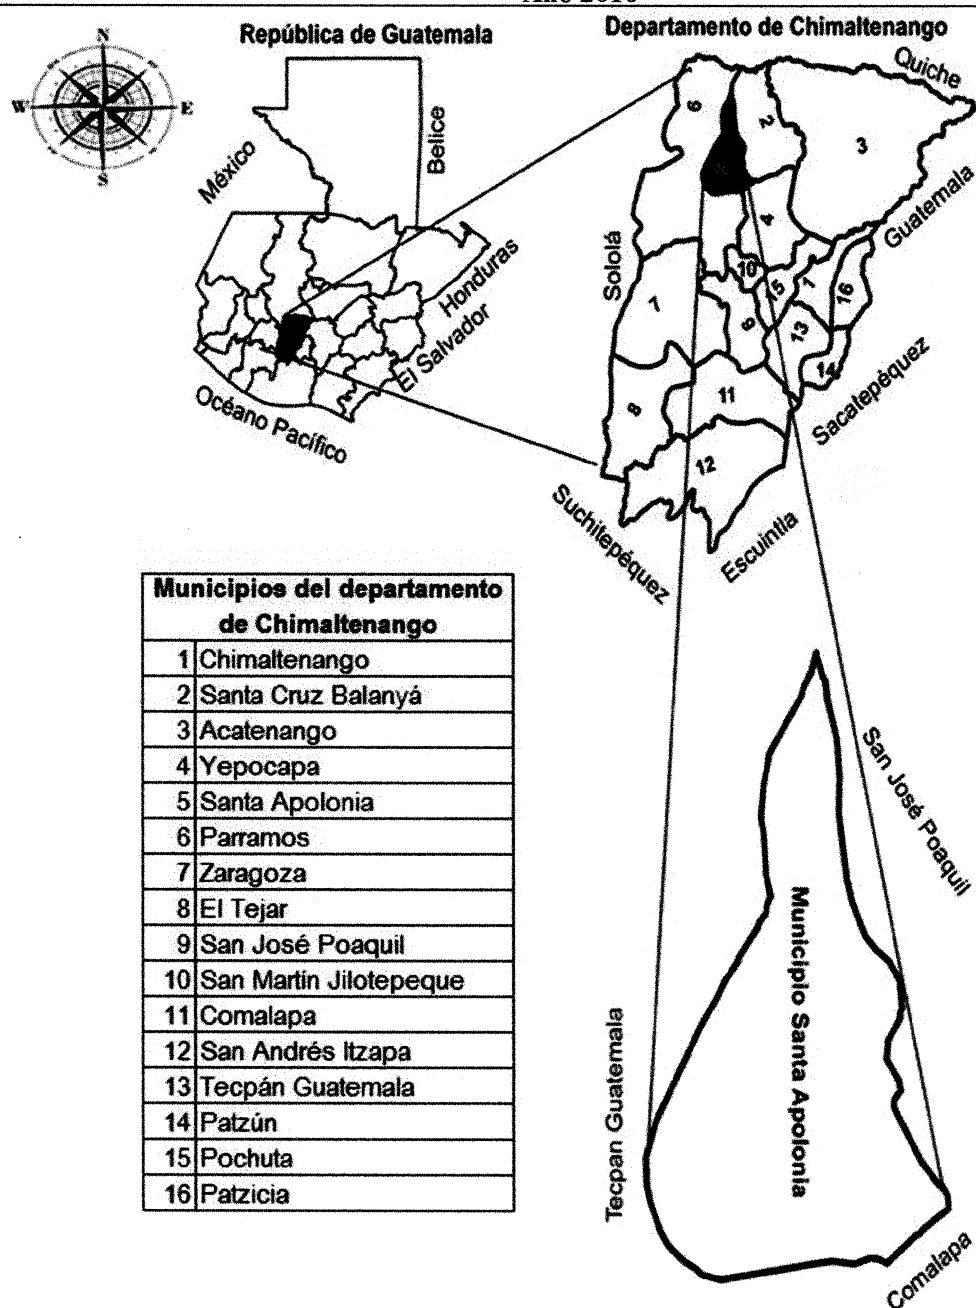 Año 2010
N
W
E
S
República de Guatemala
México
Belice
Honduras
El Salvador
Océano Pacífico
Departamento de Chimaltenango
Quiche
6
2
3
Guatemala
4
Sololá
10
7
15
1
16
9
13
14
8
11
Sacatepéquez
12
Suchitepéquez
Escuintla
Municipios del departamento
de Chimaltenango
1 Chimaltenango
2 Santa Cruz Balanyá
3 Acatenango
4 Yepocapa
5 Santa Apolonia
6 Parramos
7 Zaragoza
8 El Tejar
9 San José Poaquil
10 San Martín Jilotepeque
11 Comalapa
12 San Andrés Itzapa
13 Tecpán Guatemala
14 Patzún
15 Pochuta
16 Patzicia
San José Poaquil
Municipio Santa Apolonia
Tecpan Guatemala
Comalapa